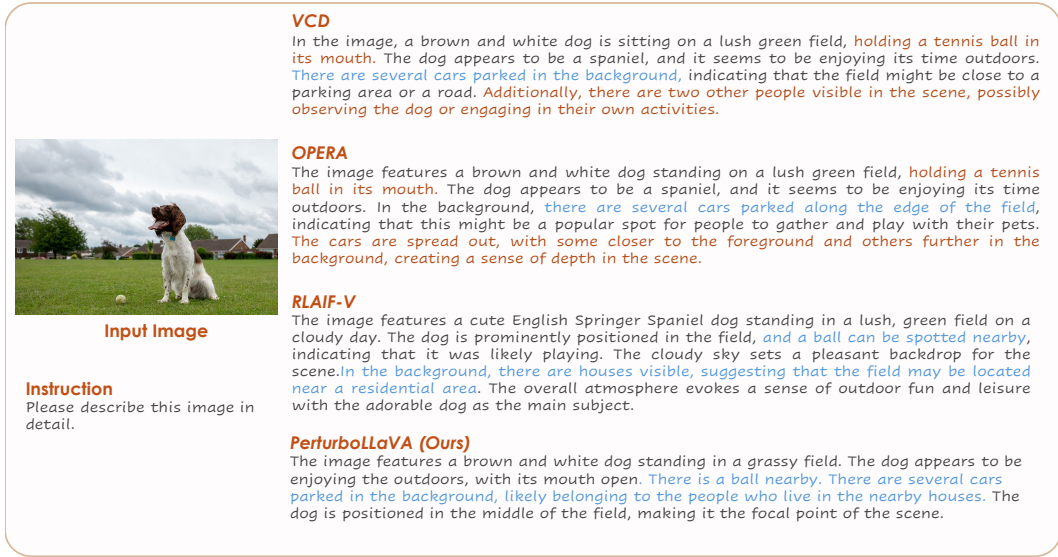 VCD
In the image, a brown and white dog is sitting on a lush green field, holding a tennis ball in
its mouth. The dog appears to be a spaniel, and it seems to be enjoying its time outdoors.
There are several cars parked in the background, indicating that the field might be close to a
parking area or a road. Additionally, there are two other people visible in the scene, possibly
observing the dog or engaging in their own activities.
OPERA
The image features a brown and white dog standing on a lush green field, holding a tennis
ball in its mouth. The dog appears to be a spaniel, and it seems to be enjoying its time
outdoors. In the background, there are several cars parked along the edge of the field,
indicating that this might be a popular spot for people to gather and play with their pets.
The cars are spread out, with some closer to the foreground and others further in the
background, creating a sense of depth in the scene.
RLAIF-V
The image features a cute English Springer Spaniel dog standing in a lush, green field on a
cloudy day. The dog is prominently positioned in the field, and a ball can be spotted nearby,
indicating that it was likely playing. The cloudy sky sets a pleasant backdrop for the
scene.In the background, there are houses visible, suggesting that the field may be located
near a residential area. The overall atmosphere evokes a sense of outdoor fun and leisure
with the adorable dog as the main subject.
Input Image
Instruction
Please describe this image in
detail.
PerturboLLaVA (Ours)
The image features a brown and white dog standing in a grassy field. The dog appears to be
enjoying the outdoors, with its mouth open. There is a ball nearby. There are several cars
parked in the background, likely belonging to the people who live in the nearby houses. The
dog is positioned in the middle of the field, making it the focal point of the scene.